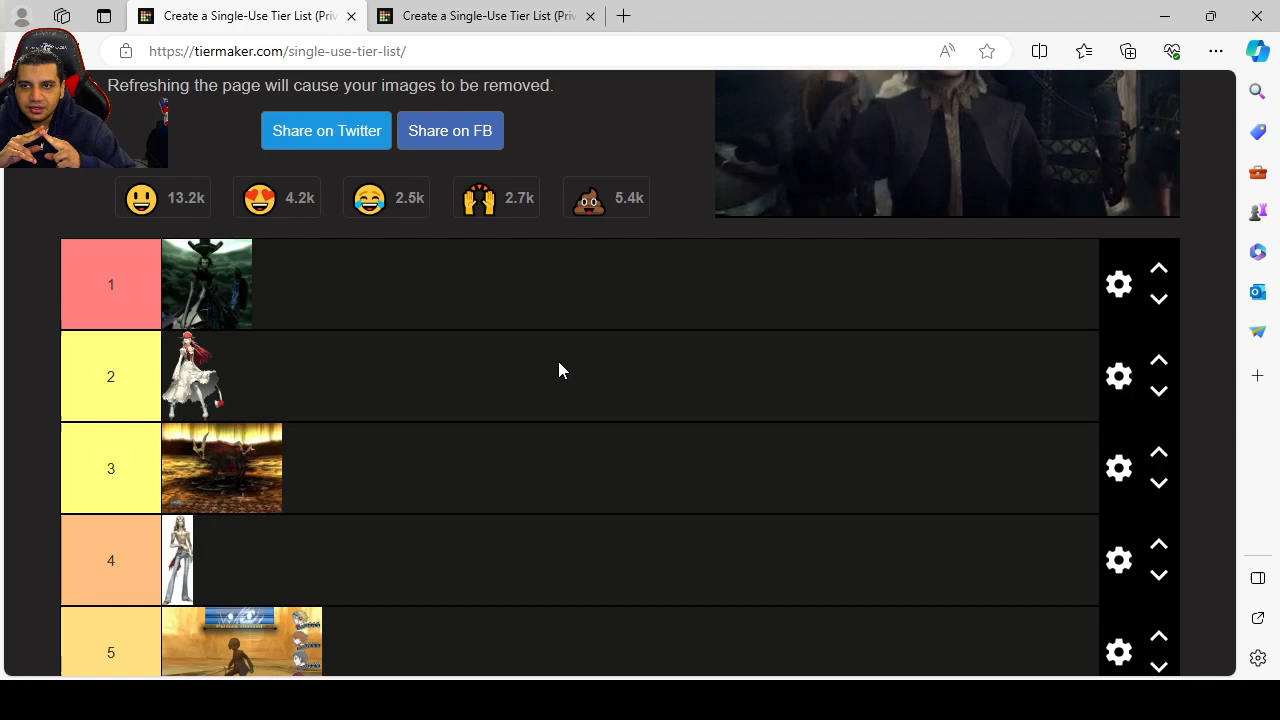 Create a Single-Use Tier List (Priv
Create a Single-Use Tier List (Priv
https://tiermaker.com/single-use-tier-list/
Refreshing the page will cause your images to be removed.
Share on Twitter
Share on FB
13.2k
4.2k
2.5k
2.7k
5.4k
1
2
3
4
5